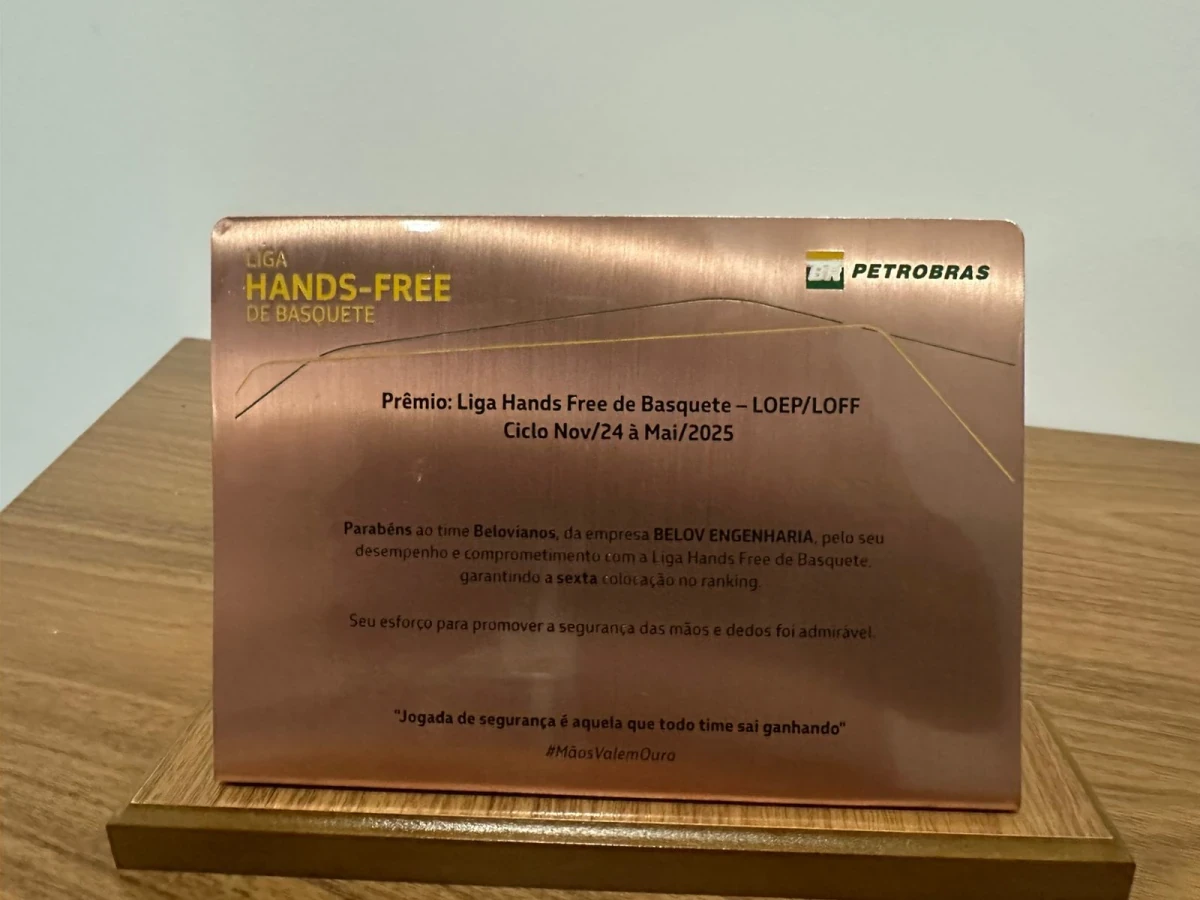 LIGA
HANDS-FREE
DE BASQUETE
BR PETROBRAS
Prêmio: Liga Hands Free de Basquete – LOEP/LOFF
Ciclo Nov/24 à Mai/2025
Parabéns ao time Belovianos, da empresa BELOV ENGENHARIA, pelo seu
desempenho e comprometimento com a Liga Hands Free de Basquete,
garantindo a sexta colocação no ranking.
Seu esforço para promover a segurança das mãos e dedos foi admirável.
"Jogada de segurança é aquela que todo time sai ganhando"
#MãosValemOuro